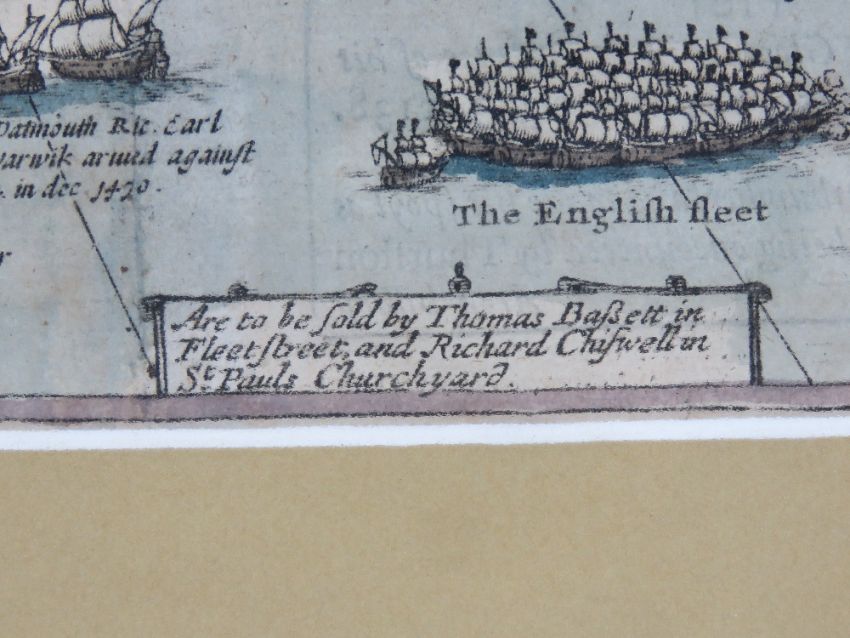 Datmouth Ric. Earl
warwik armed againſt
in dec 1470.
The Engliſh fleet
Are to be ſold by Thomas Baßett in
Fleetſtreet, and Richard Chiſwell in
St. Pauls Churchyard.